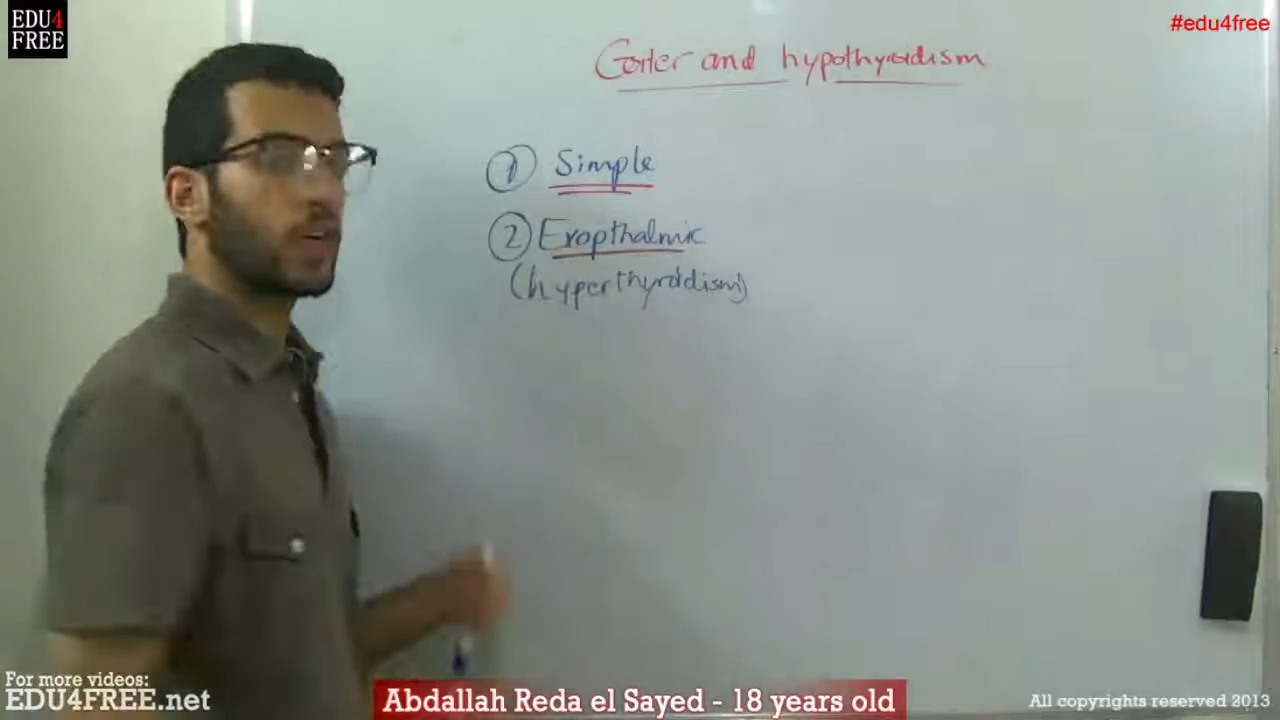 EDU4
FREE
#edu4free
Goiter and hypothyroidism
1 Simple
2 Exopthalmic
(hyperthyroidism)
For more videos:
EDU4FREE.net
Abdallah Reda el Sayed - 18 years old
All copyrights reserved 2013